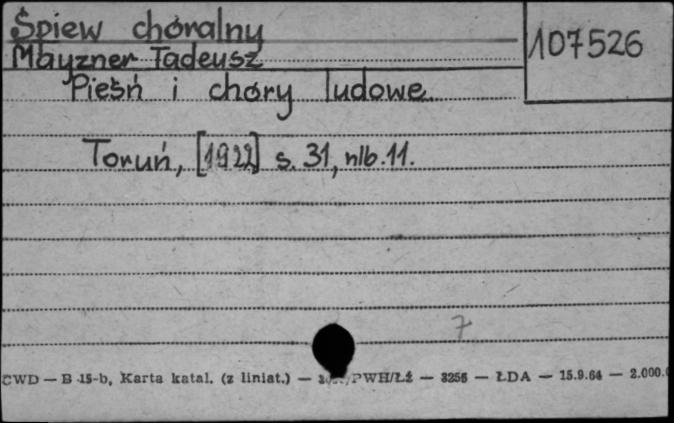 Śpiew chóralny
107526
Mayzner Tadeusz
Pieśń i chóry ludowe.
Toruń, [1922] s. 31, nlb. 11.
7
CWD — B 15-b, Karta katal. (z liniat.) — /PWH/Łź — 3256 — ŁDA — 15.9.64 — 2.000.